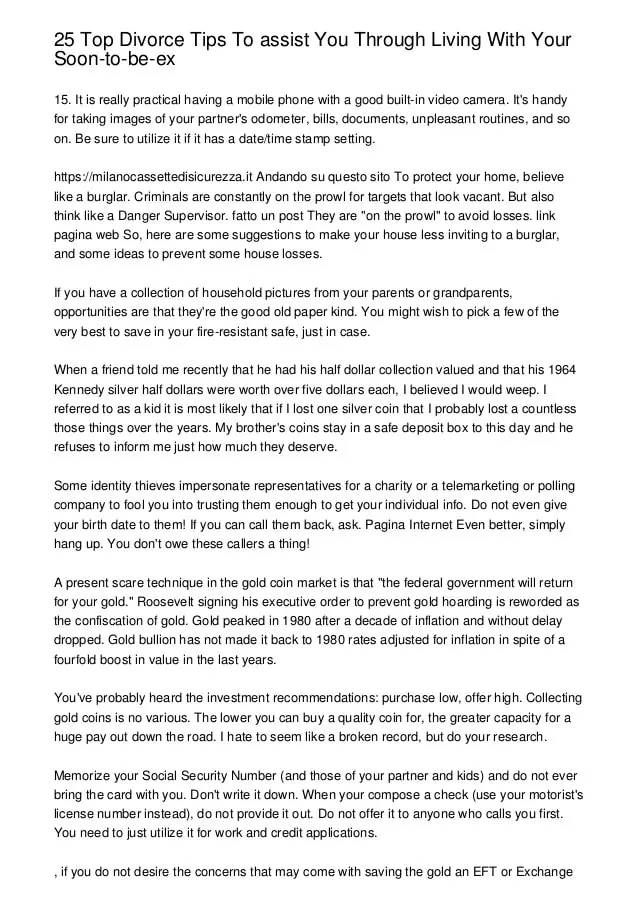 25 Top Divorce Tips To assist You Through Living With Your
Soon-to-be-ex
15. It is really practical having a mobile phone with a good built-in video camera. It's handy
for taking images of your partner's odometer, bills, documents, unpleasant routines, and so
on. Be sure to utilize it if it has a date/time stamp setting.
https://milanocassettedisicurezza.it Andando su questo sito To protect your home, believe
like a burglar. Criminals are constantly on the prowl for targets that look vacant. But also
think like a Danger Supervisor. fatto un post They are "on the prowl" to avoid losses. link
pagina web So, here are some suggestions to make your house less inviting to a burglar,
and some ideas to prevent some house losses.
If you have a collection of household pictures from your parents or grandparents,
opportunities are that they're the good old paper kind. You might wish to pick a few of the
very best to save in your fire-resistant safe, just in case.
When a friend told me recently that he had his half dollar collection valued and that his 1964
Kennedy silver half dollars were worth over five dollars each, I believed I would weep. I
referred to as a kid it is most likely that if I lost one silver coin that I probably lost a countless
those things over the years. My brother's coins stay in a safe deposit box to this day and he
refuses to inform me just how much they deserve.
Some identity thieves impersonate representatives for a charity or a telemarketing or polling
company to fool you into trusting them enough to get your individual info. Do not even give
your birth date to them! If you can call them back, ask. Pagina Internet Even better, simply
hang up. You don't owe these callers a thing!
A present scare technique in the gold coin market is that "the federal government will return
for your gold." Roosevelt signing his executive order to prevent gold hoarding is reworded as
the confiscation of gold. Gold peaked in 1980 after a decade of inflation and without delay
dropped. Gold bullion has not made it back to 1980 rates adjusted for inflation in spite of a
fourfold boost in value in the last years.
You've probably heard the investment recommendations: purchase low, offer high. Collecting
gold coins is no various. The lower you can buy a quality coin for, the greater capacity for a
huge pay out down the road. I hate to seem like a broken record, but do your research.
Memorize your Social Security Number (and those of your partner and kids) and do not ever
bring the card with you. Don't write it down. When your compose a check (use your motorist's
license number instead), do not provide it out. Do not offer it to anyone who calls you first.
You need to just utilize it for work and credit applications.
, if you do not desire the concerns that may come with saving the gold an EFT or Exchange